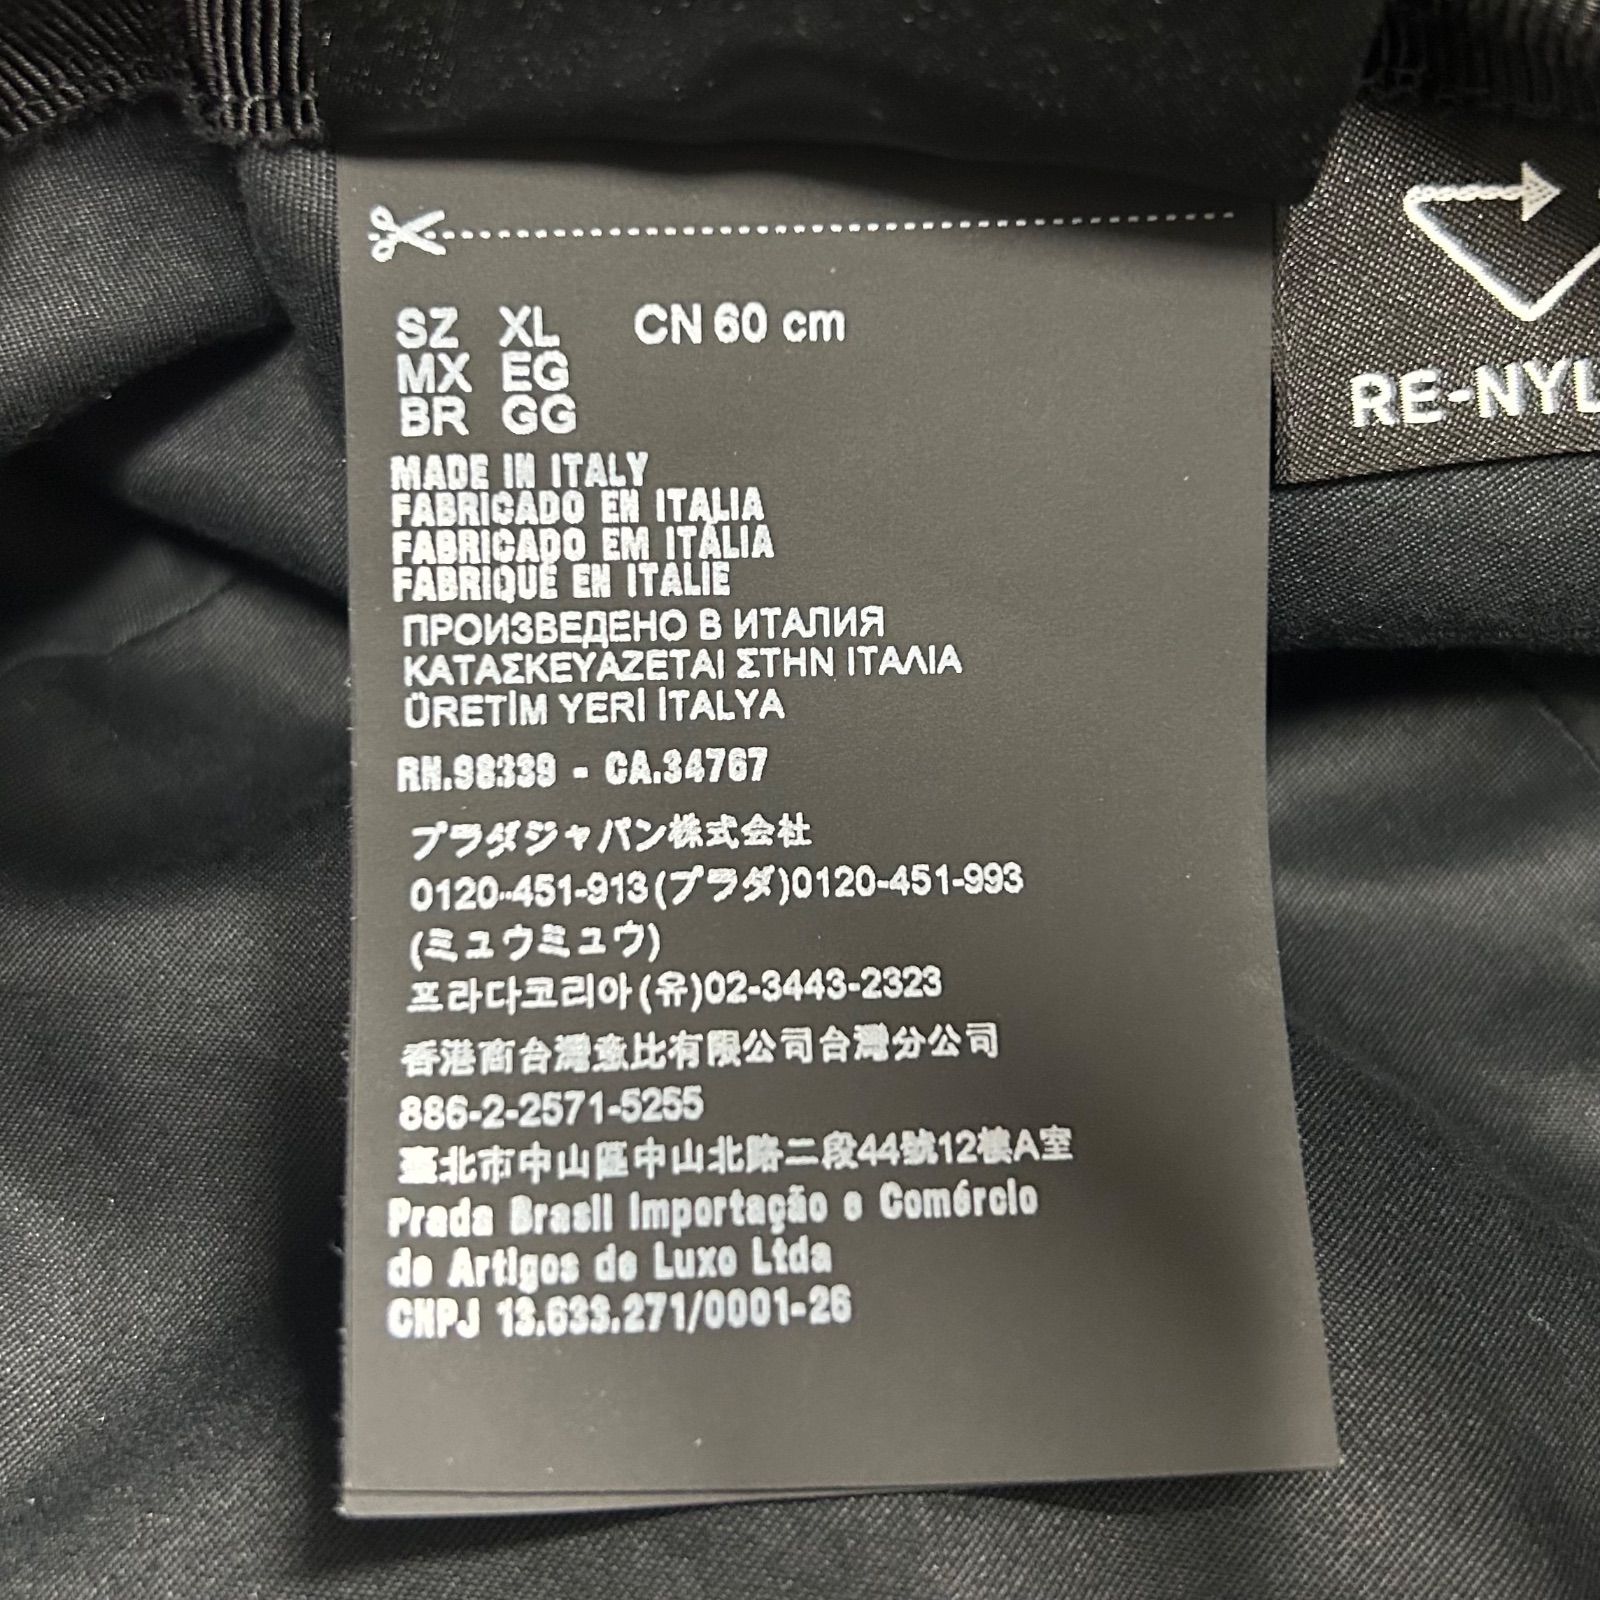 SZ XL CN 60 cm
MX EG
BR GG
MADE IN ITALY
FABRICADO EN ITALIA
FABRICADO EM ITÁLIA
FABRIQUÉ EN ITALIE
ПРОИЗВЕДЕНО В ИТАЛИЯ
ΚΑΤΑΣΚΕΥΑΖΕΤΑΙ ΣΤΗΝ ΙΤΑΛΙΑ
ÜRETİM YERİ İTALYA
RN.98339 - CA.34767
プラダジャパン株式会社
0120-451-913(プラダ)0120-451-993
(ミュウミュウ)
프라다코리아(유)02-3443-2323
香港商台灣意比有限公司台灣分公司
886-2-2571-5255
臺北市中山區中山北路二段44號12樓A室
Prada Brasil Importação e Comércio
de Artigos de Luxo Ltda
CNPJ 13.633.271/0001-26
RE-NYL